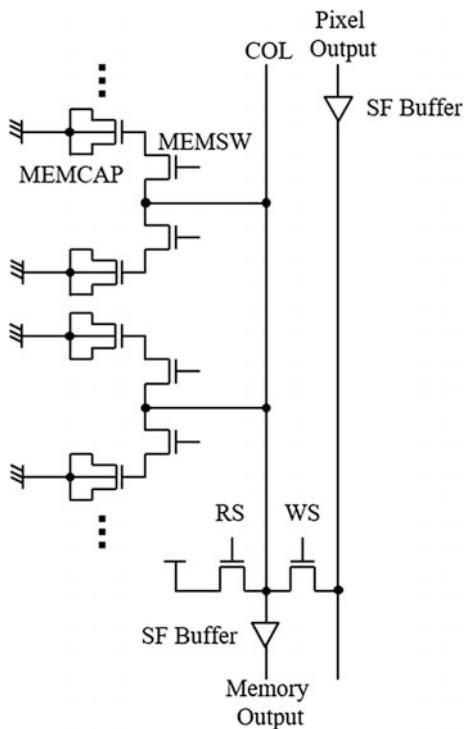 Pixel
Output
COL
SF Buffer
MEMSW
MEMCAP
RS
WS
SF Buffer
Memory
Output